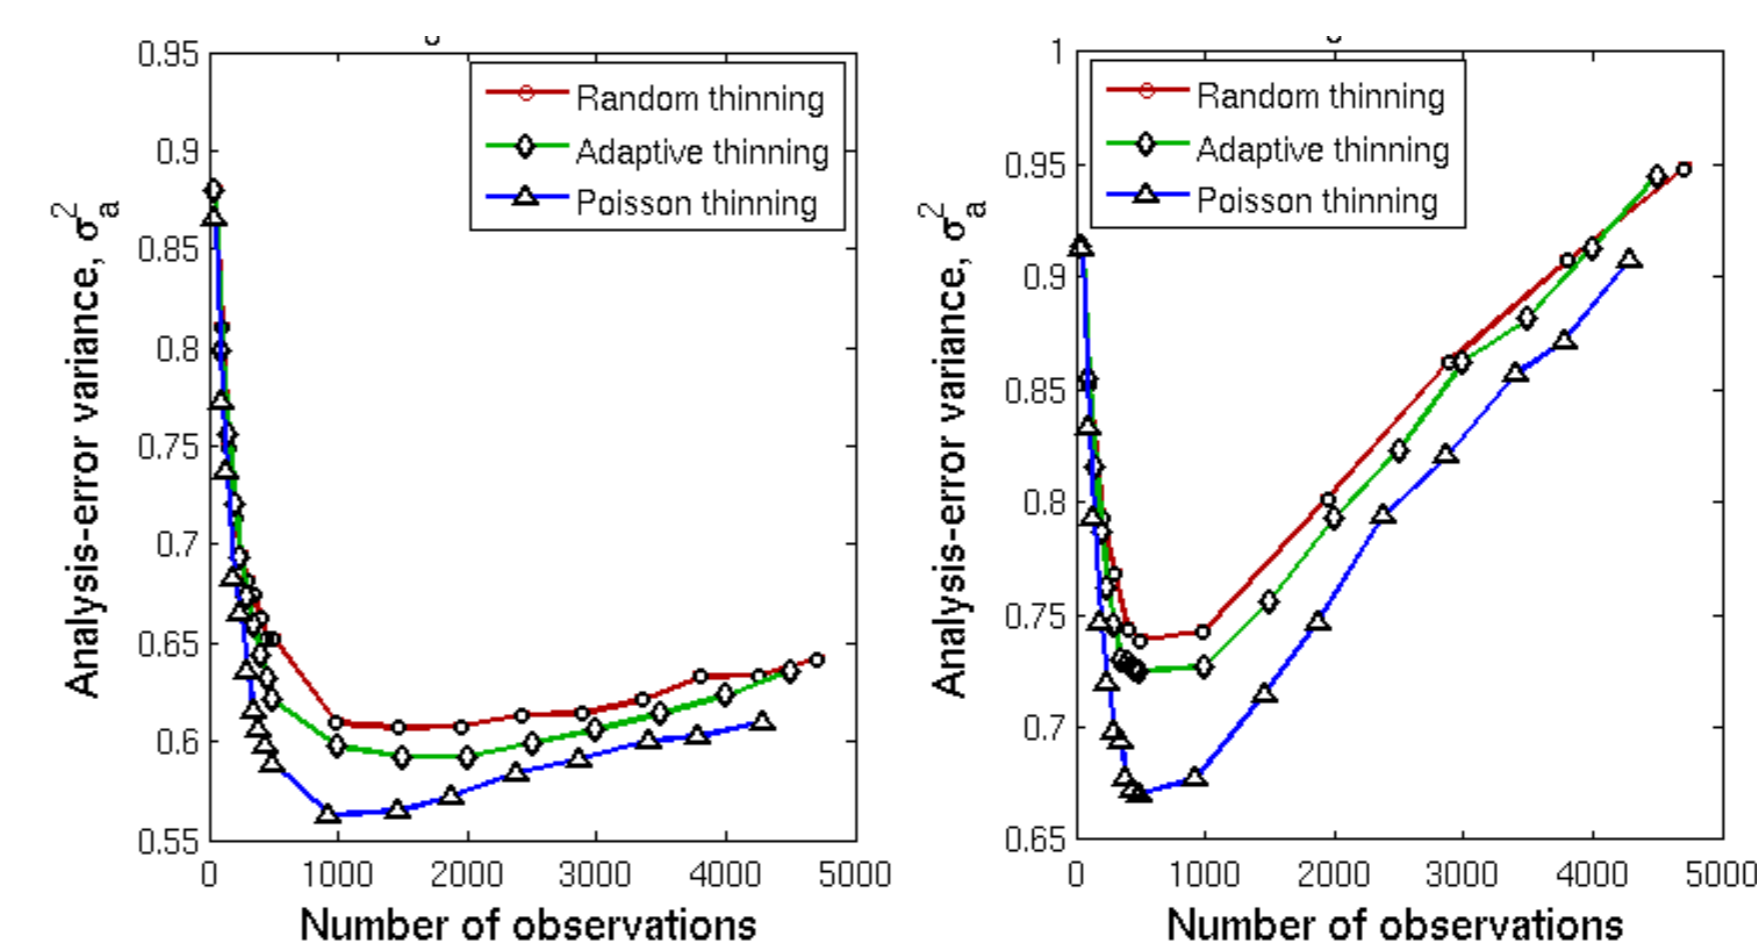 0.95
0.9
0.85
0.8
0.75
0.7
0.65
0.6
0.55
0 1000 2000 3000 4000 5000
Number of observations
Analysis-error variance, σₐ²
Random thinning
Adaptive thinning
Poisson thinning
1
0.95
0.9
0.85
0.8
0.75
0.7
0.65
0 1000 2000 3000 4000 5000
Number of observations
Analysis-error variance, σₐ²
Random thinning
Adaptive thinning
Poisson thinning